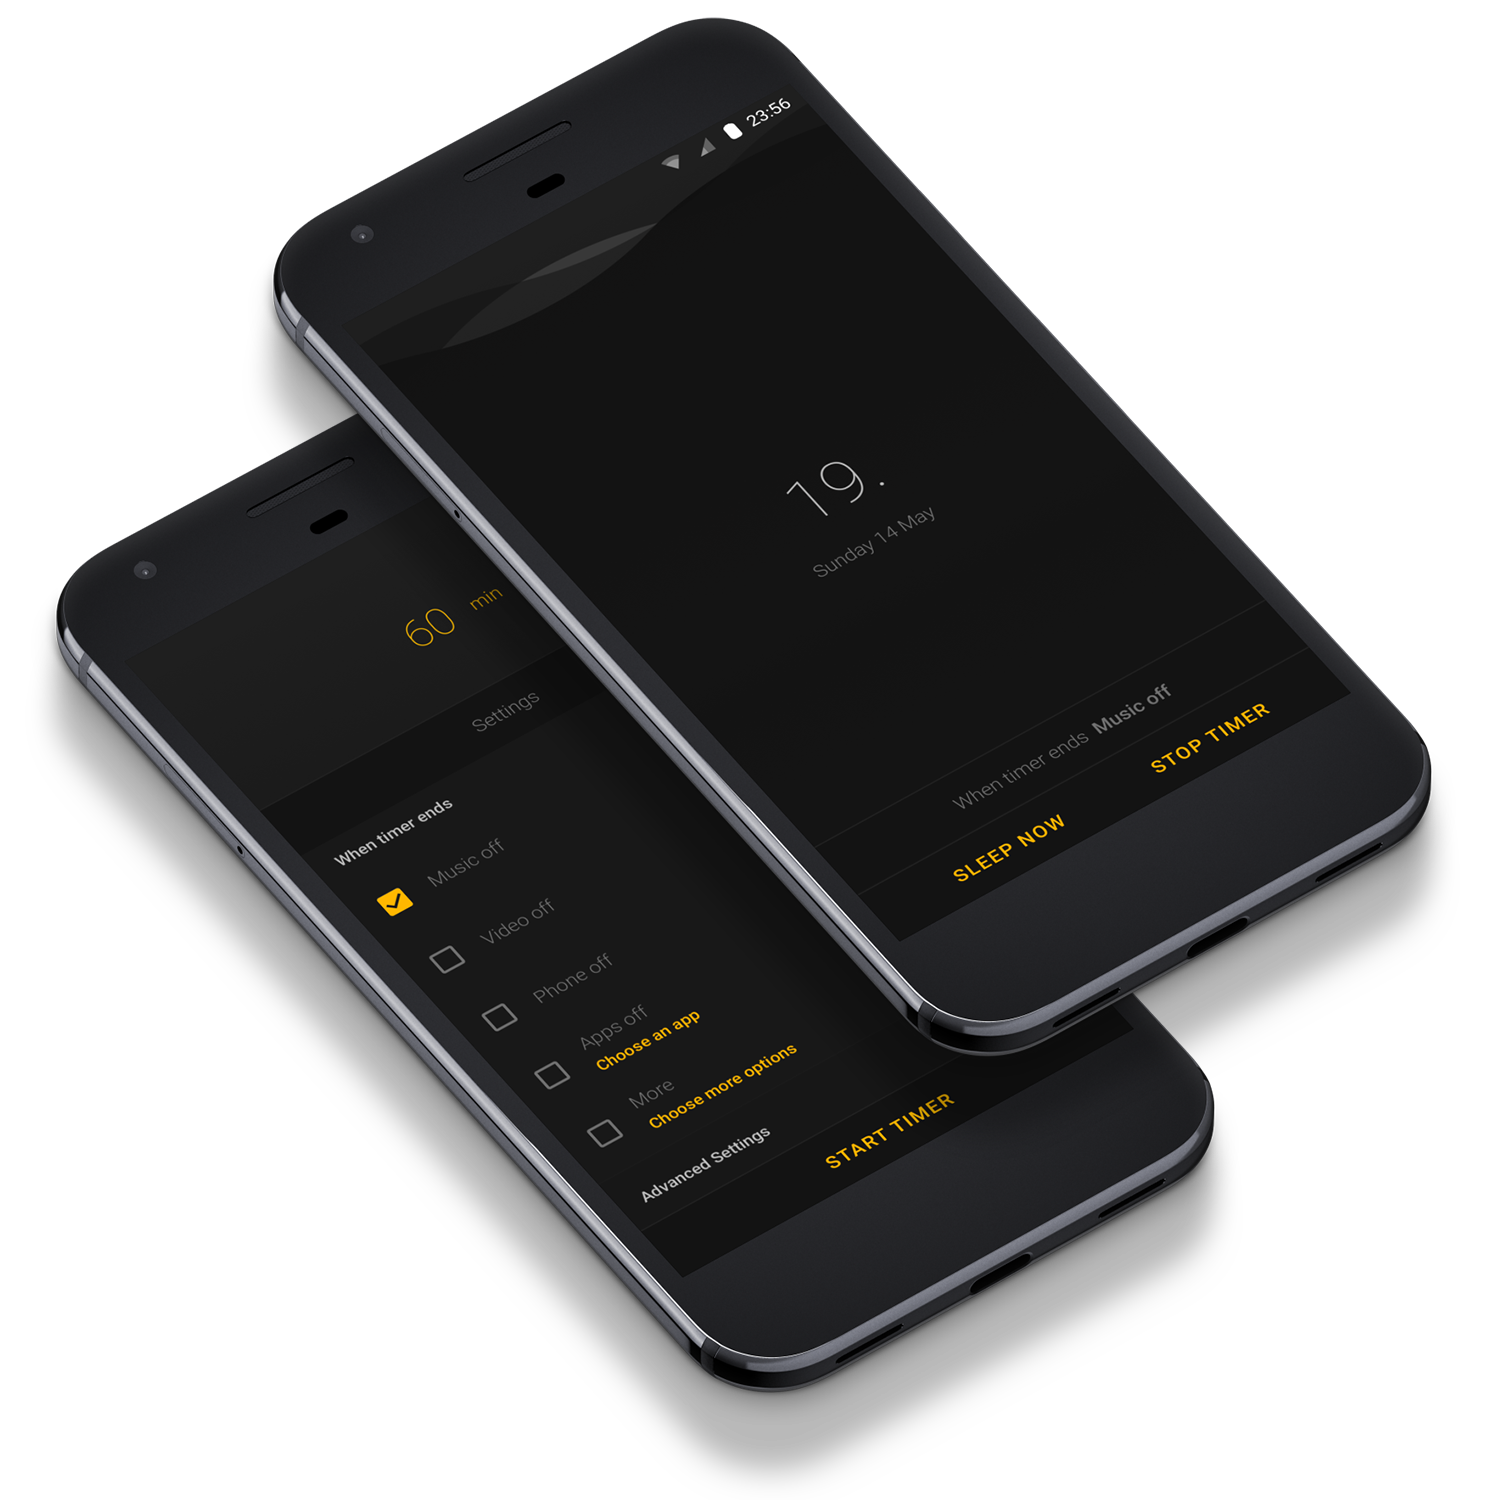 23:56
19.
Sunday 14 May
When timer ends Music off
SLEEP NOW
STOP TIMER
60 min
Settings
When timer ends
Music off
Video off
Phone off
Apps off
Choose an app
More
Choose more options
Advanced Settings
START TIMER